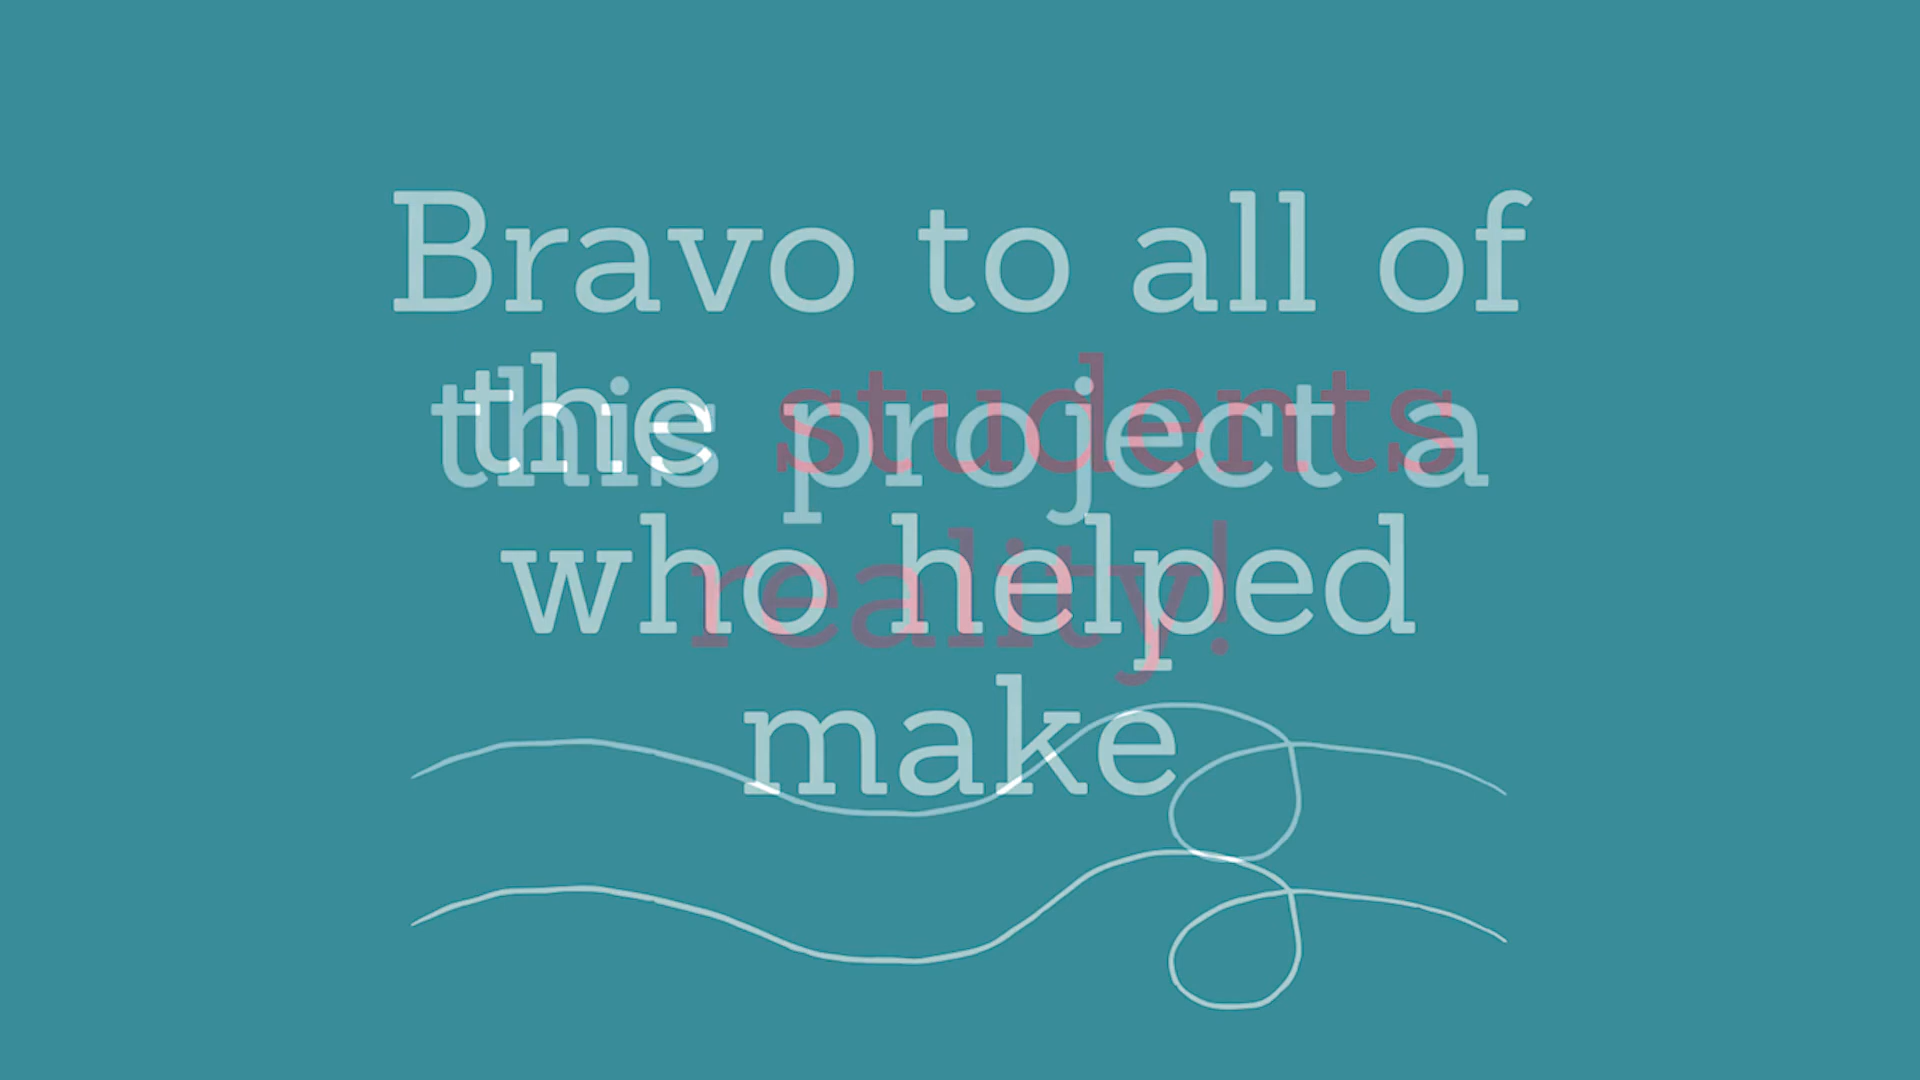 Bravo to all of
the students
who helped
make
this project a
reality!